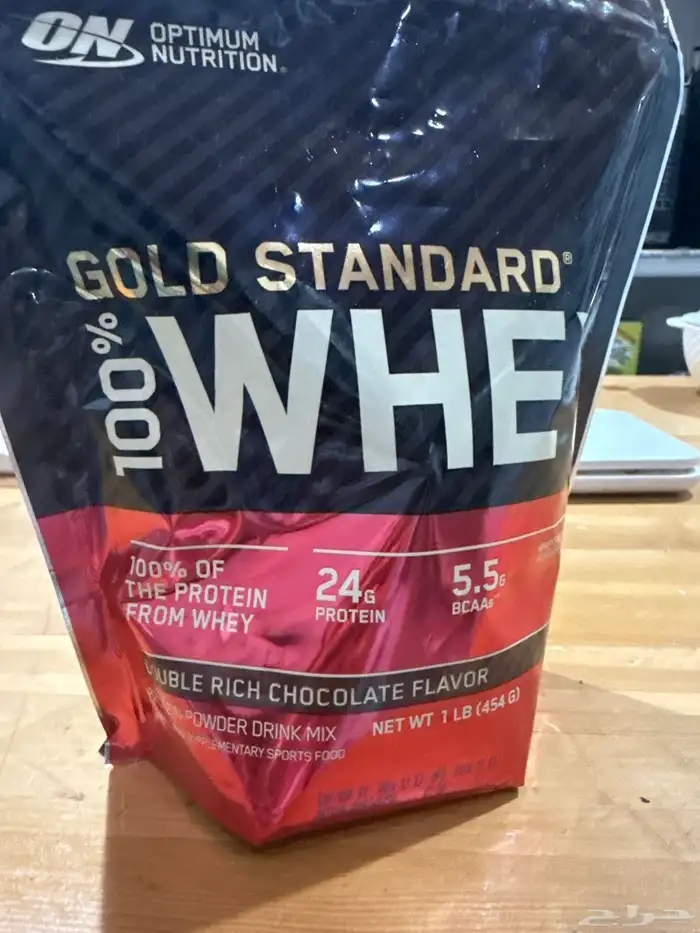 ON OPTIMUM
NUTRITION®
GOLD STANDARD®
100% WHE
100% OF
THE PROTEIN
FROM WHEY
24G
PROTEIN
5.5G
BCAAs
UBLE RICH CHOCOLATE FLAVOR
POWDER DRINK MIX
NET WT 1 LB (454 G)
SPORTS FOOD
حراج